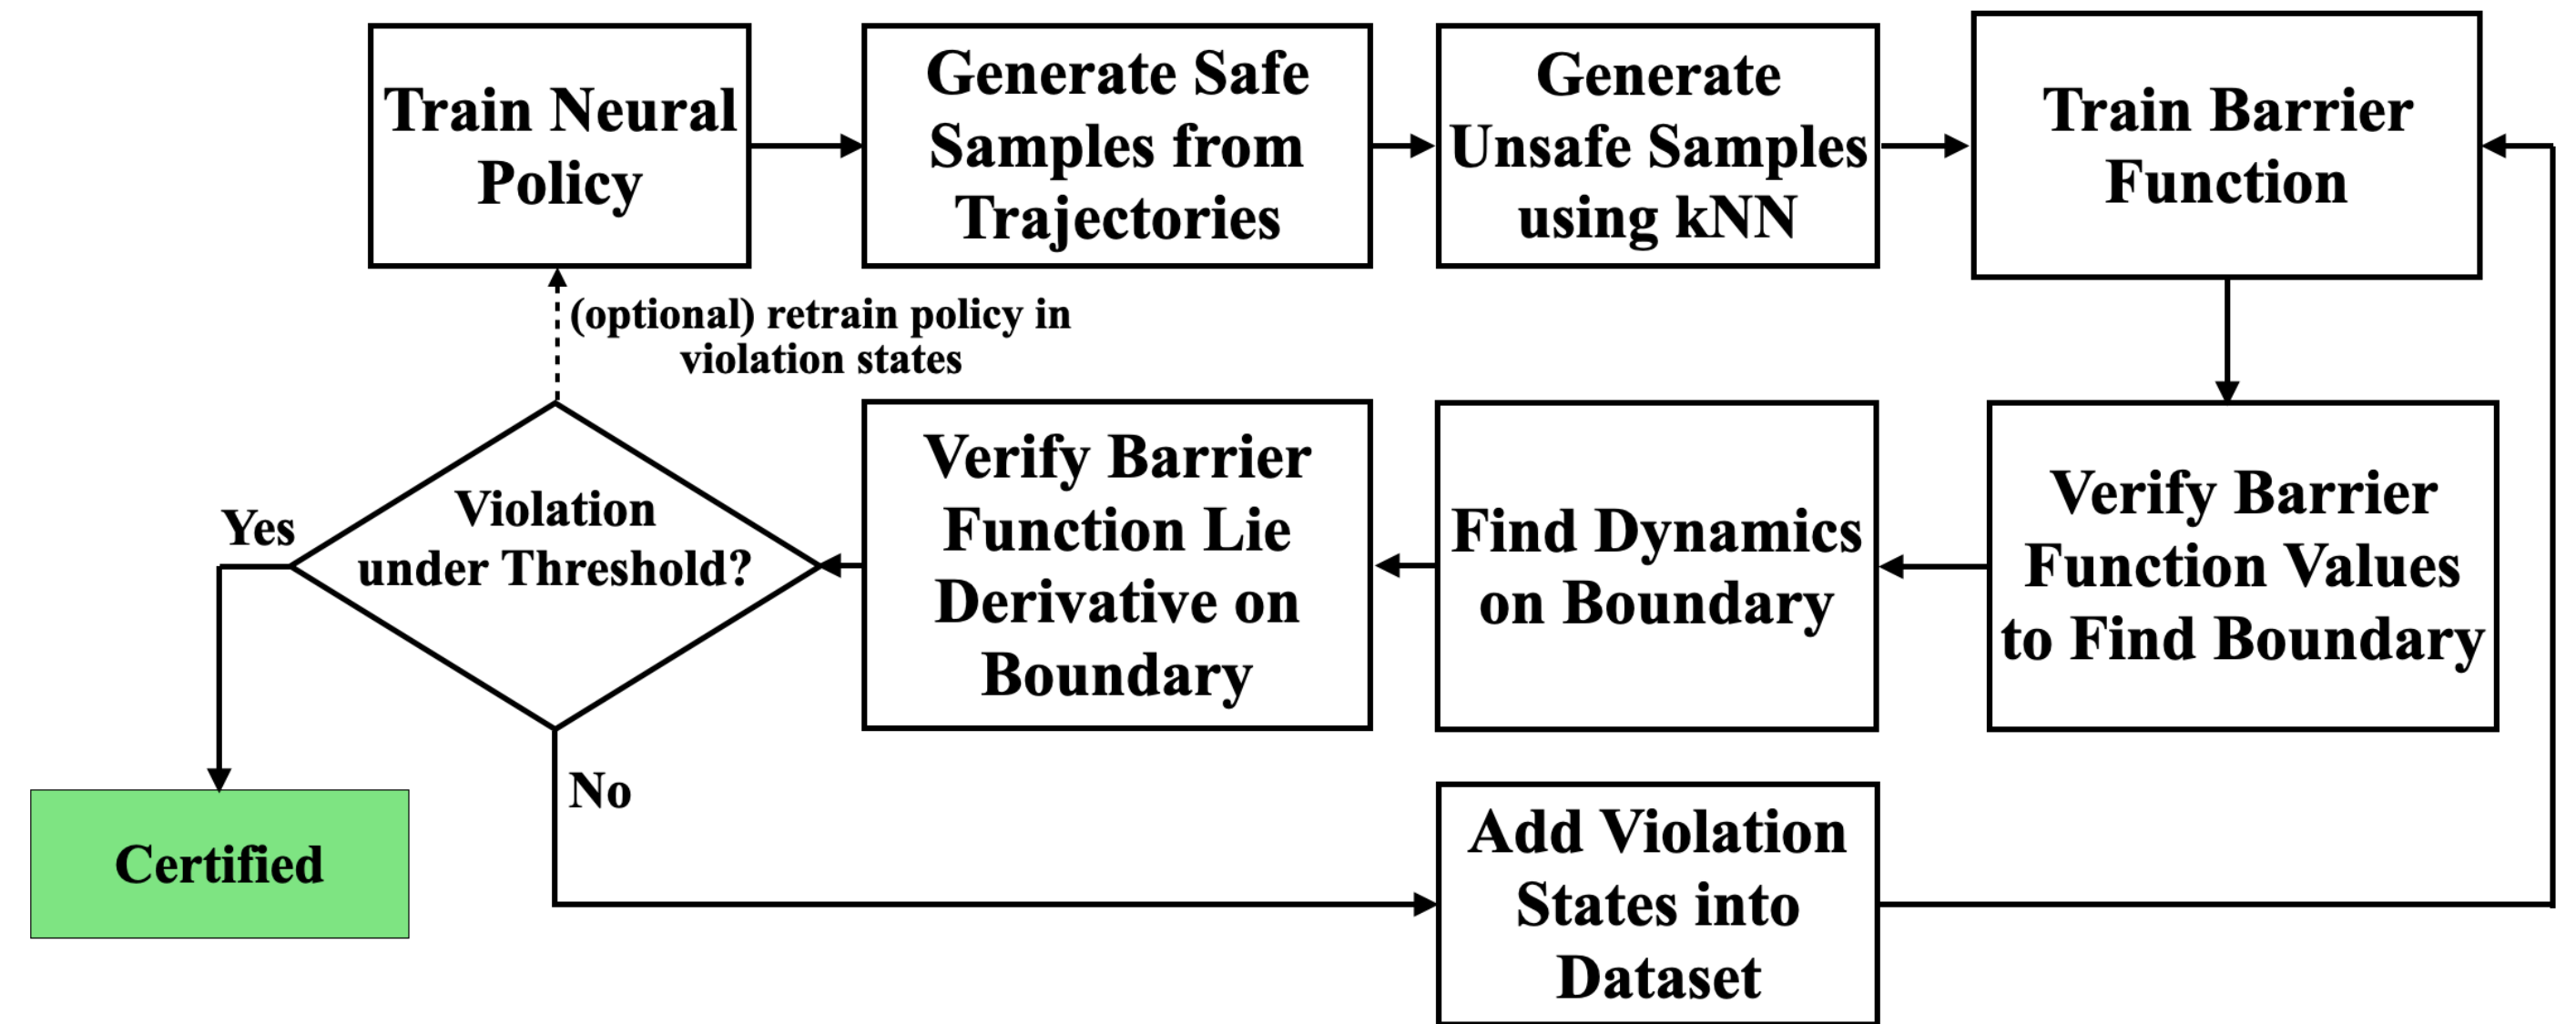 Train Neural
Policy
Generate Safe
Samples from
Trajectories
Generate
Unsafe Samples
using kNN
Train Barrier
Function
(optional) retrain policy in
violation states
Verify Barrier
Function Values
to Find Boundary
Find Dynamics
on Boundary
Verify Barrier
Function Lie
Derivative on
Boundary
Violation
under Threshold?
Yes
No
Certified
Add Violation
States into
Dataset